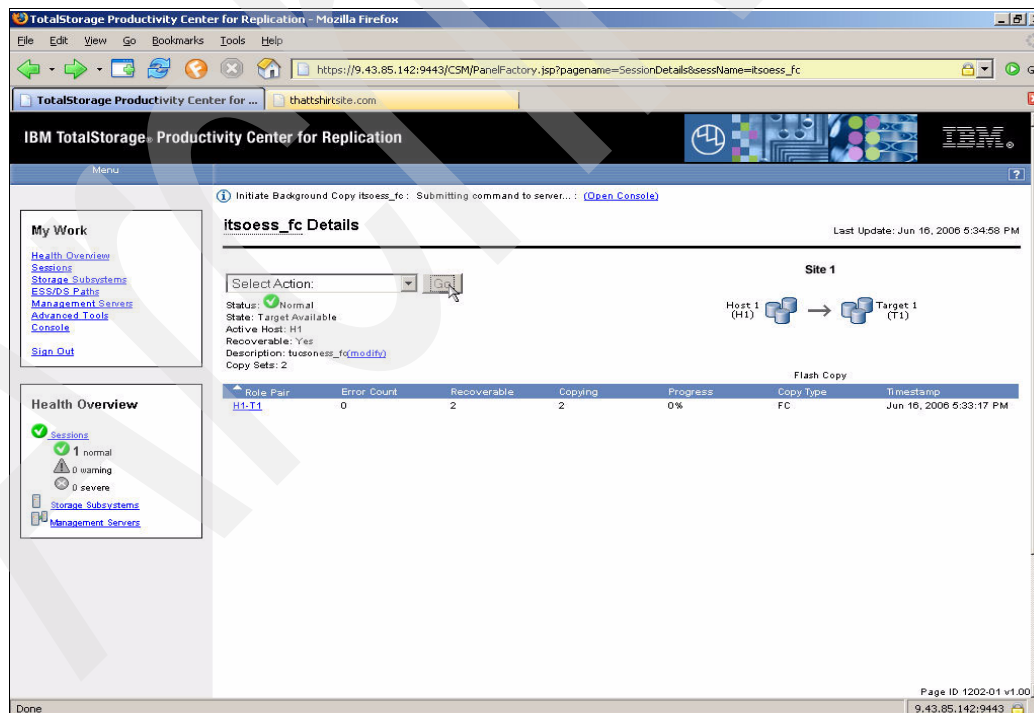 TotalStorage Productivity Center for Replication - Mozilla Firefox
File Edit View Go Bookmarks Tools Help
https://9.43.85.142:9443/CSM/PanelFactory.jsp?pagename=SessionDetails&sessName=itsoess_fc
TotalStorage Productivity Center for ... thattshirtsite.com
IBM TotalStorage® Productivity Center for Replication
IBM®
Menu
?
Initiate Background Copy itsoess_fc : Submitting command to server... : (Open Console)
My Work
Health Overview
Sessions
Storage Subsystems
ESS/DS Paths
Management Servers
Advanced Tools
Console
Sign Out
Health Overview
Sessions
1 normal
0 warning
0 severe
Storage Subsystems
Management Servers
itsoess_fc Details
Last Update: Jun 16, 2006 5:34:58 PM
Select Action: Go
Status: Normal
State: Target Available
Active Host: H1
Recoverable: Yes
Description: tucsoness_fc(modify)
Copy Sets: 2
Site 1
Host 1
(H1)
Target 1
(T1)
Flash Copy
Role Pair Error Count Recoverable Copying Progress Copy Type Timestamp
H1-T1 0 2 2 0% FC Jun 16, 2006 5:33:17 PM
Page ID 1202-01 v1.00
Done
9.43.85.142:9443